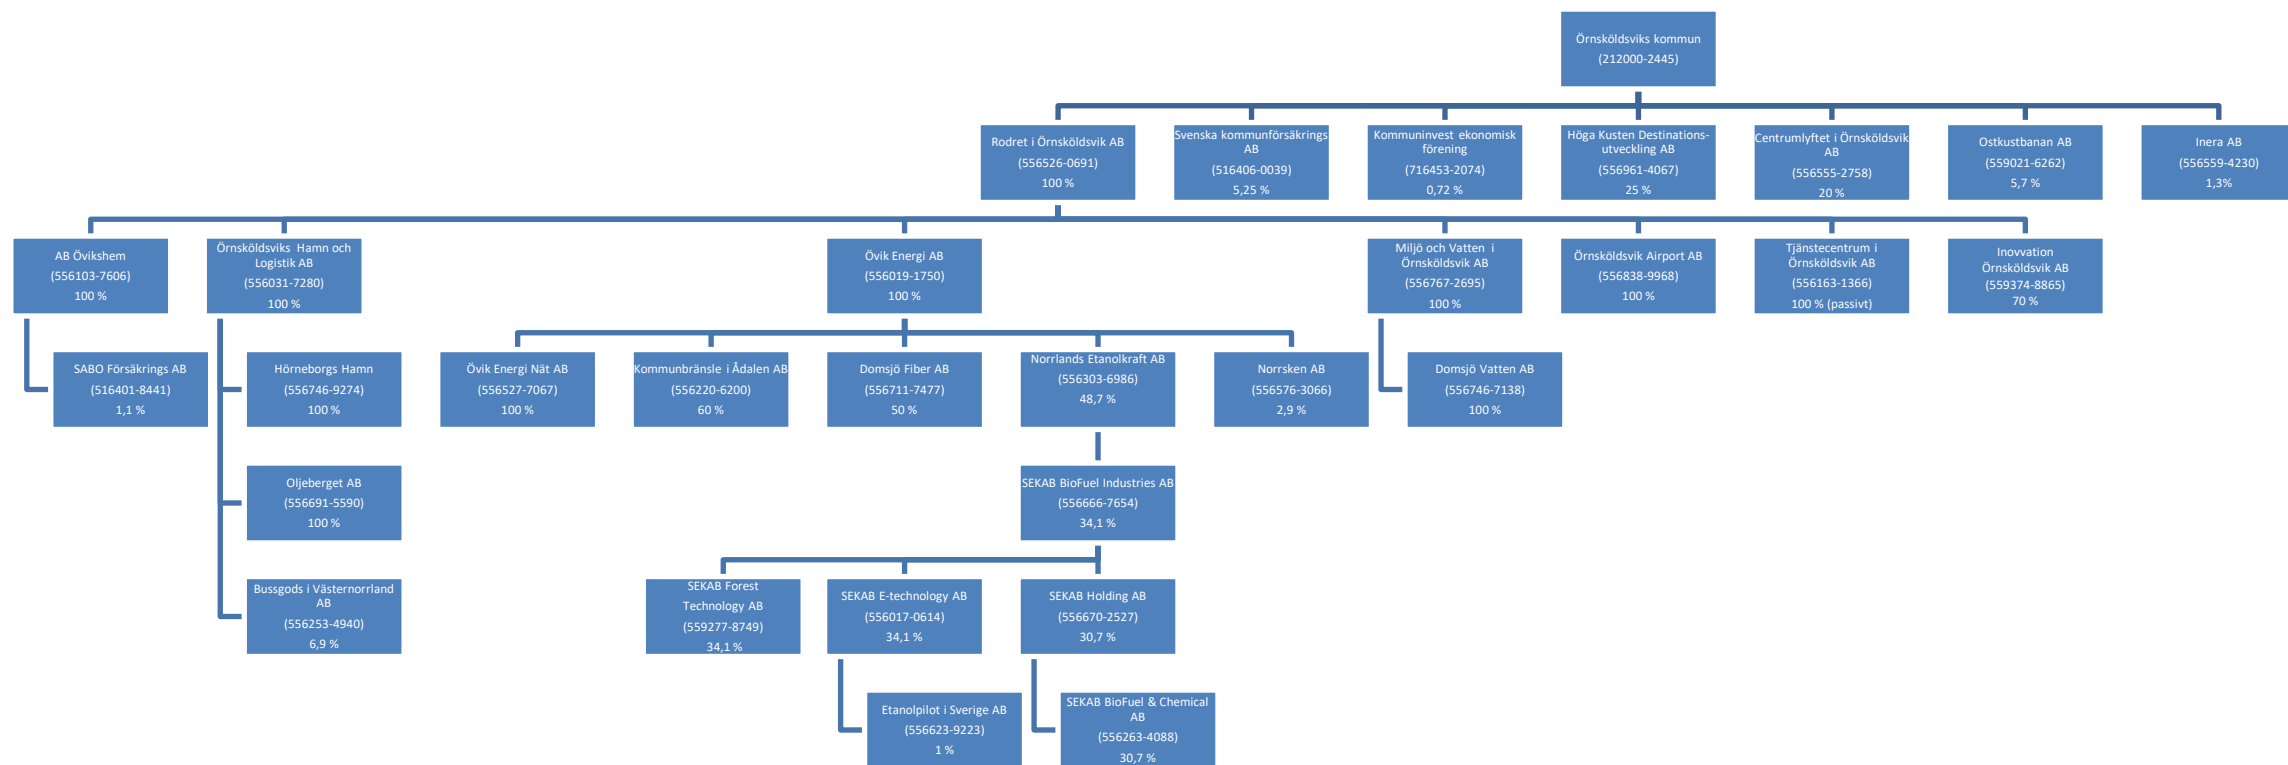 Örnsköldsviks kommun
(212000-2445)
Rodret i Örnsköldsvik AB
(556526-0691)
100 %
Svenska kommunförsäkrings
AB
(516406-0039)
5,25 %
Kommuninvest ekonomisk
förening
(716453-2074)
0,72 %
Höga Kusten Destinations-
utveckling AB
(556961-4067)
25 %
Centrumlyftet i Örnsköldsvik
AB
(556555-2758)
20 %
Ostkustbanan AB
(559021-6262)
5,7 %
Inera AB
(556559-4230)
1,3%
AB Övikshem
(556103-7606)
100 %
Örnsköldsviks Hamn och
Logistik AB
(556031-7280)
100 %
Övik Energi AB
(556019-1750)
100 %
Miljö och Vatten i
Örnsköldsvik AB
(556767-2695)
100 %
Örnsköldsvik Airport AB
(556838-9968)
100 %
Tjänstecentrum i
Örnsköldsvik AB
(556163-1366)
100 % (passivt)
Inovvation
Örnsköldsvik AB
(559374-8865)
70 %
SABO Försäkrings AB
(516401-8441)
1,1 %
Hörneborgs Hamn
(556746-9274)
100 %
Övik Energi Nät AB
(556527-7067)
100 %
Kommunbränsle i Ådalen AB
(556220-6200)
60 %
Domsjö Fiber AB
(556711-7477)
50 %
Norrlands Etanolkraft AB
(556303-6986)
48,7 %
Norrsken AB
(556576-3066)
2,9 %
Domsjö Vatten AB
(556746-7138)
100 %
Oljeberget AB
(556691-5590)
100 %
SEKAB BioFuel Industries AB
(556666-7654)
34,1 %
Bussgods i Västernorrland
AB
(556253-4940)
6,9 %
SEKAB Forest
Technology AB
(559277-8749)
34,1 %
SEKAB E-technology AB
(556017-0614)
34,1 %
SEKAB Holding AB
(556670-2527)
30,7 %
Etanolpilot i Sverige AB
(556623-9223)
1 %
SEKAB BioFuel & Chemical
AB
(556263-4088)
30,7 %